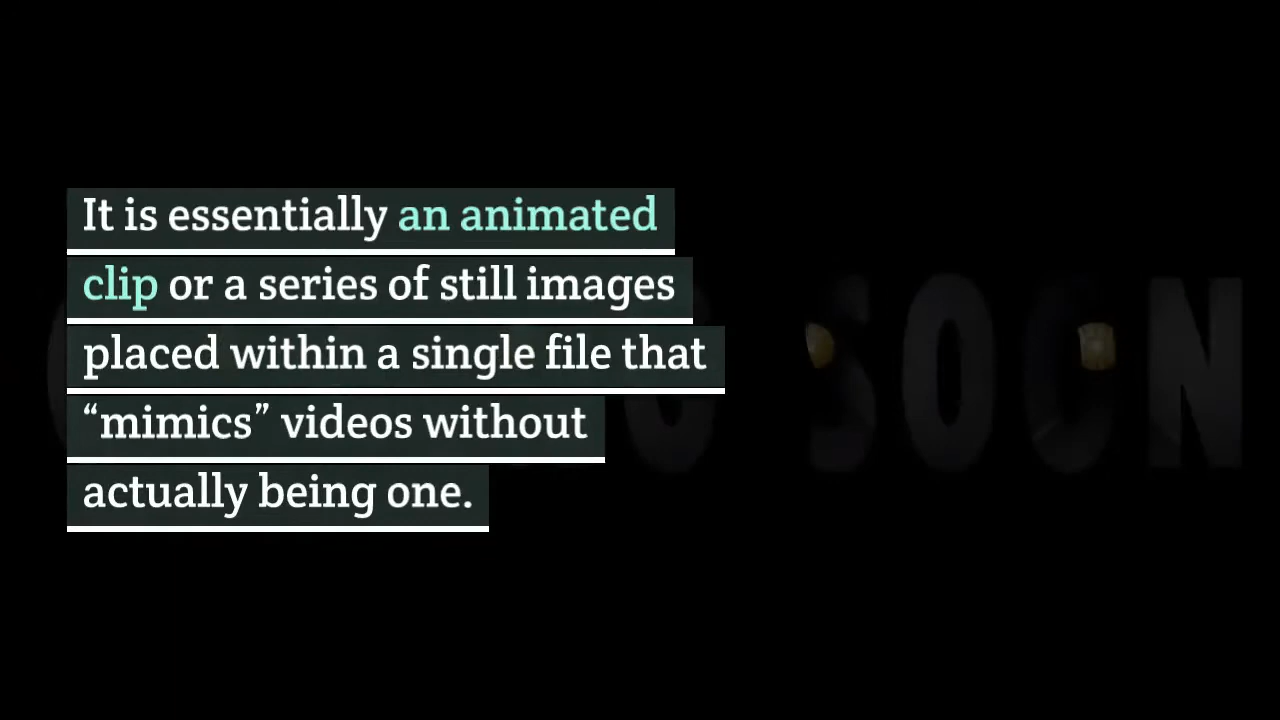 It is essentially an animated
clip or a series of still images
placed within a single file that
“mimics” videos without
actually being one.
SOON